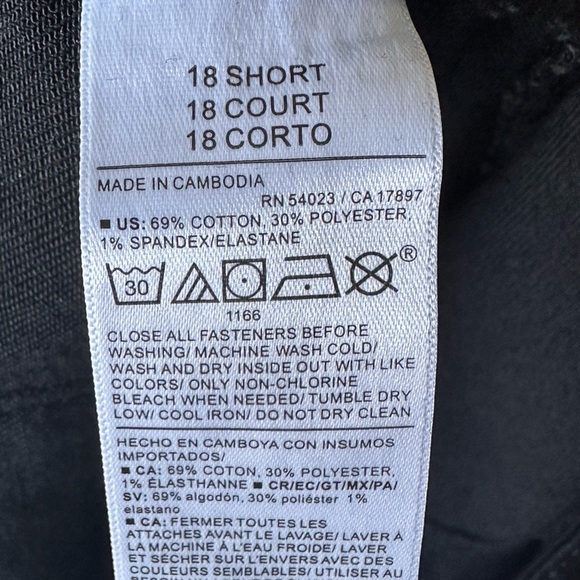 18 SHORT
18 COURT
18 CORTO
MADE IN CAMBODIA
RN 54023 / CA 17897
■ US: 69% COTTON, 30% POLYESTER,
1% SPANDEX/ELASTANE
30
®
1166
CLOSE ALL FASTENERS BEFORE
WASHING/ MACHINE WASH COLD/
WASH AND DRY INSIDE OUT WITH LIKE
COLORS/ ONLY NON-CHLORINE
BLEACH WHEN NEEDED/ TUMBLE DRY
LOW/ COOL IRON/ DO NOT DRY CLEAN
HECHO EN CAMBOYA CON INSUMOS
IMPORTADOS/
■ CA: 69% COTON, 30% POLYESTER,
1% ÉLASTHANNE ■ CR/EC/GT/MX/PA/
SV: 69% algodón, 30% poliéster 1%
elastano
■ CA: FERMER TOUTES LES
ATTACHES AVANT LE LAVAGE/ LAVER À
LA MACHINE À L'EAU FROIDE/ LAVER
ET SÉCHER SUR L'ENVERS AVEC DES
COULEURS SEMBLABLES/ UTILISER AU